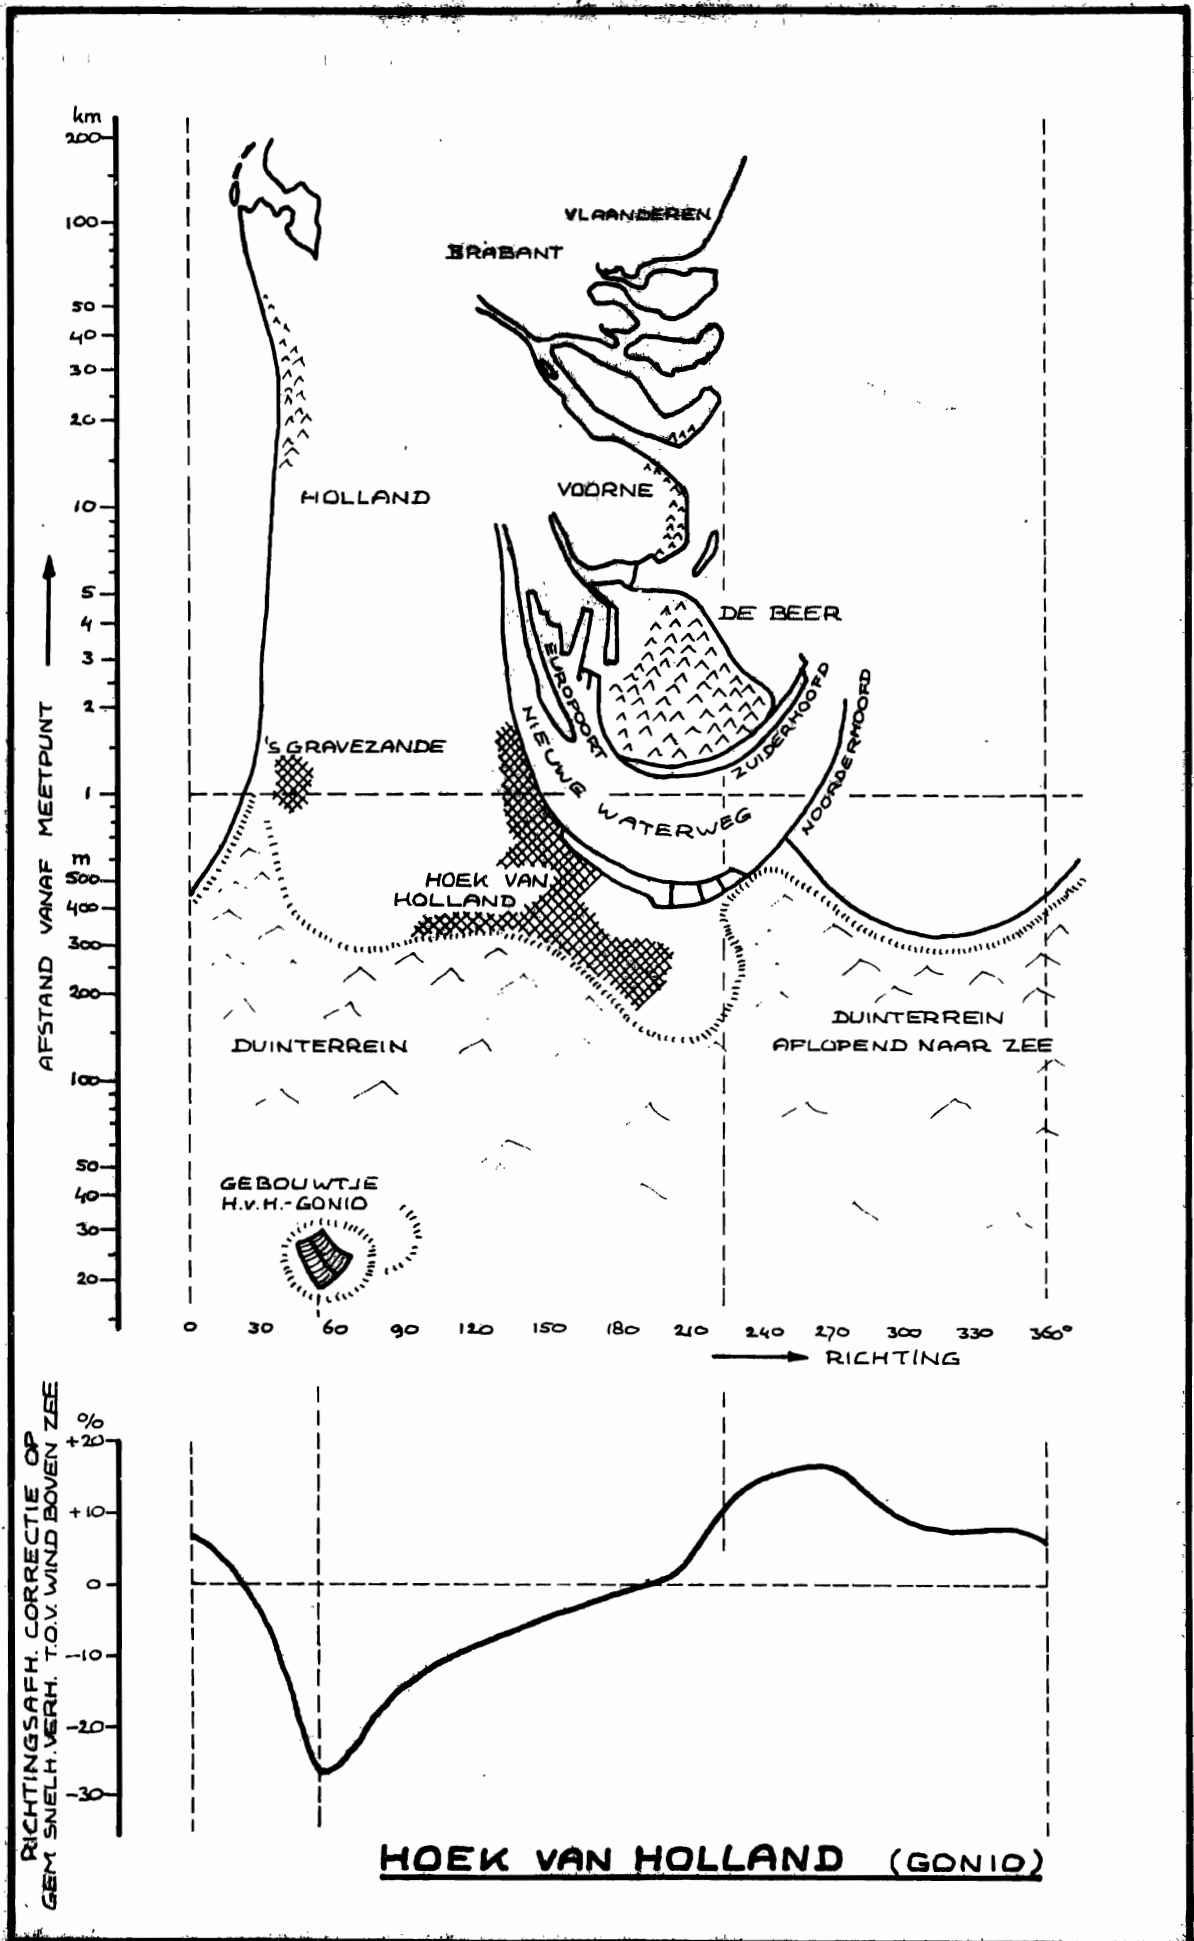 km
200
100
50
40
30
20
10
5
4
3
2
1
m
500
400
300
200
100
50
40
30
20
AFSTAND VANAF MEETPUNT
VLAANDEREN
BRABANT
HOLLAND
VOORNE
DE BEER
EUROPOORT
ZUIDERHOOFD
NOORDERHOOFD
NIEUWE WATERWEG
'S GRAVEZANDE
HOEK VAN
HOLLAND
DUINTERREIN
DUINTERREIN
AFLOPEND NAAR ZEE
GEBOUWTJE
H.v.H.-GONIO
0 30 60 90 120 150 180 210 240 270 300 330 360°
RICHTING
RICHTINGSAFH. CORRECTIE OP
GEM SNELH.VERH. T.O.V. WIND BOVEN ZEE
%
+20
+10
0
-10
-20
-30
HOEK VAN HOLLAND (GONIO)